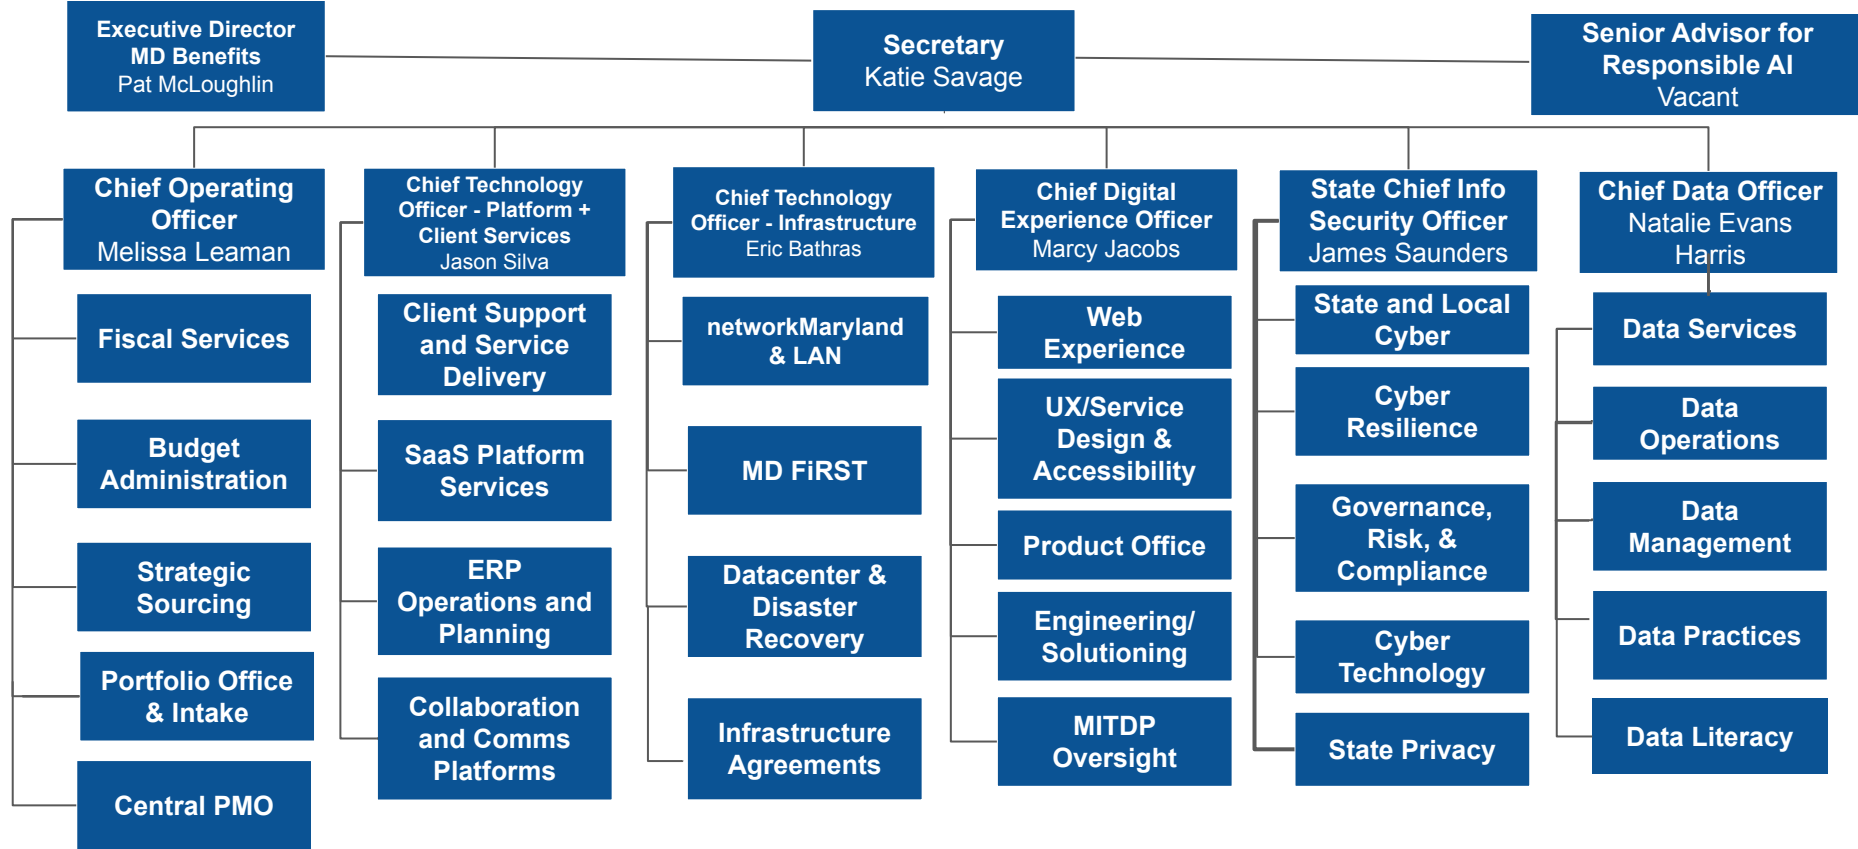 Executive Director
MD Benefits
Pat McLoughlin
Secretary
Katie Savage
Senior Advisor for
Responsible AI
Vacant
Chief Operating
Officer
Melissa Leaman
Fiscal Services
Budget
Administration
Strategic
Sourcing
Portfolio Office
& Intake
Central PMO
Chief Technology
Officer - Platform +
Client Services
Jason Silva
Client Support
and Service
Delivery
SaaS Platform
Services
ERP
Operations and
Planning
Collaboration
and Comms
Platforms
Chief Technology
Officer - Infrastructure
Eric Bathras
networkMaryland
& LAN
MD FiRST
Datacenter &
Disaster
Recovery
Infrastructure
Agreements
Chief Digital
Experience Officer
Marcy Jacobs
Web
Experience
UX/Service
Design &
Accessibility
Product Office
Engineering/
Solutioning
MITDP
Oversight
State Chief Info
Security Officer
James Saunders
State and Local
Cyber
Cyber
Resilience
Governance,
Risk, &
Compliance
Cyber
Technology
State Privacy
Chief Data Officer
Natalie Evans
Harris
Data Services
Data
Operations
Data
Management
Data Practices
Data Literacy